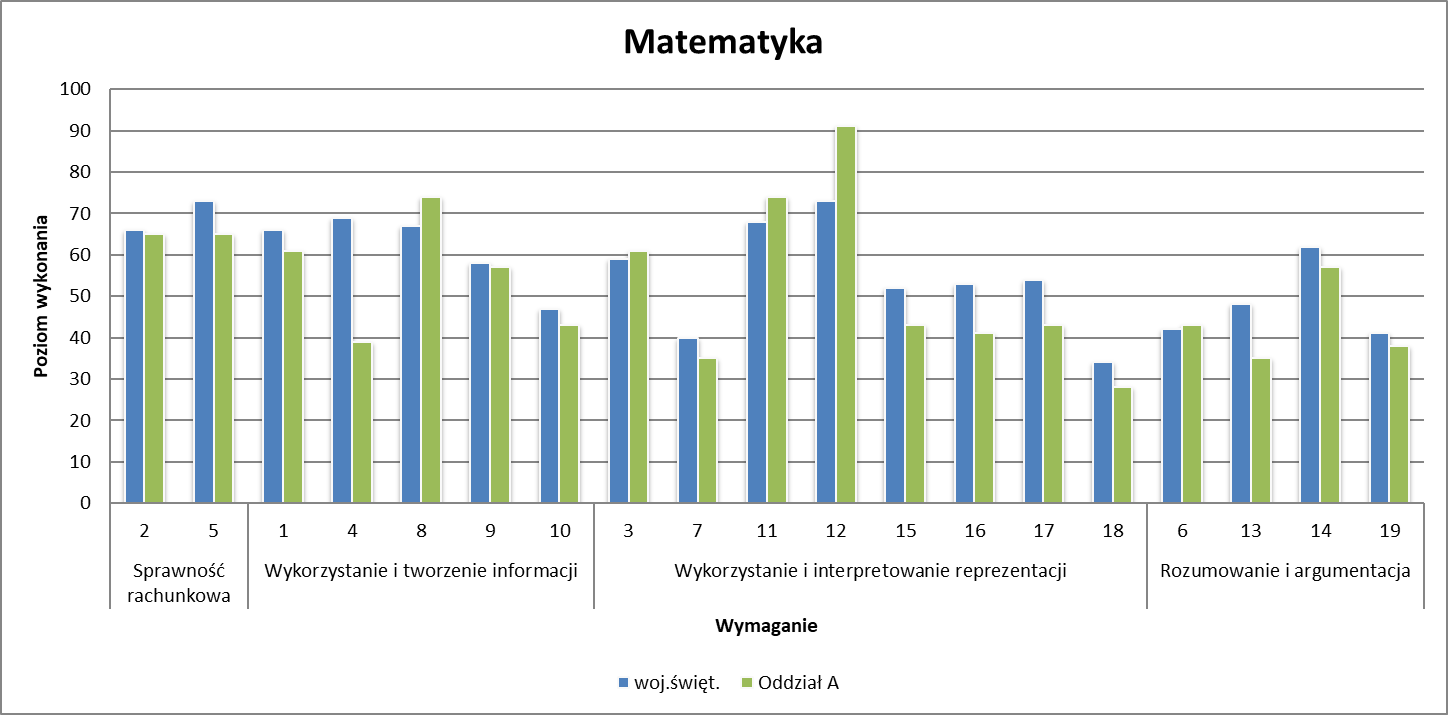 Matematyka
100
90
80
70
60
50
40
30
20
10
0
Poziom wykonania
2 5 1 4 8 9 10 3 7 11 12 15 16 17 18 6 13 14 19
Sprawność rachunkowa
Wykorzystanie i tworzenie informacji
Wykorzystanie i interpretowanie reprezentacji
Rozumowanie i argumentacja
Wymaganie
woj.święt. Oddział A